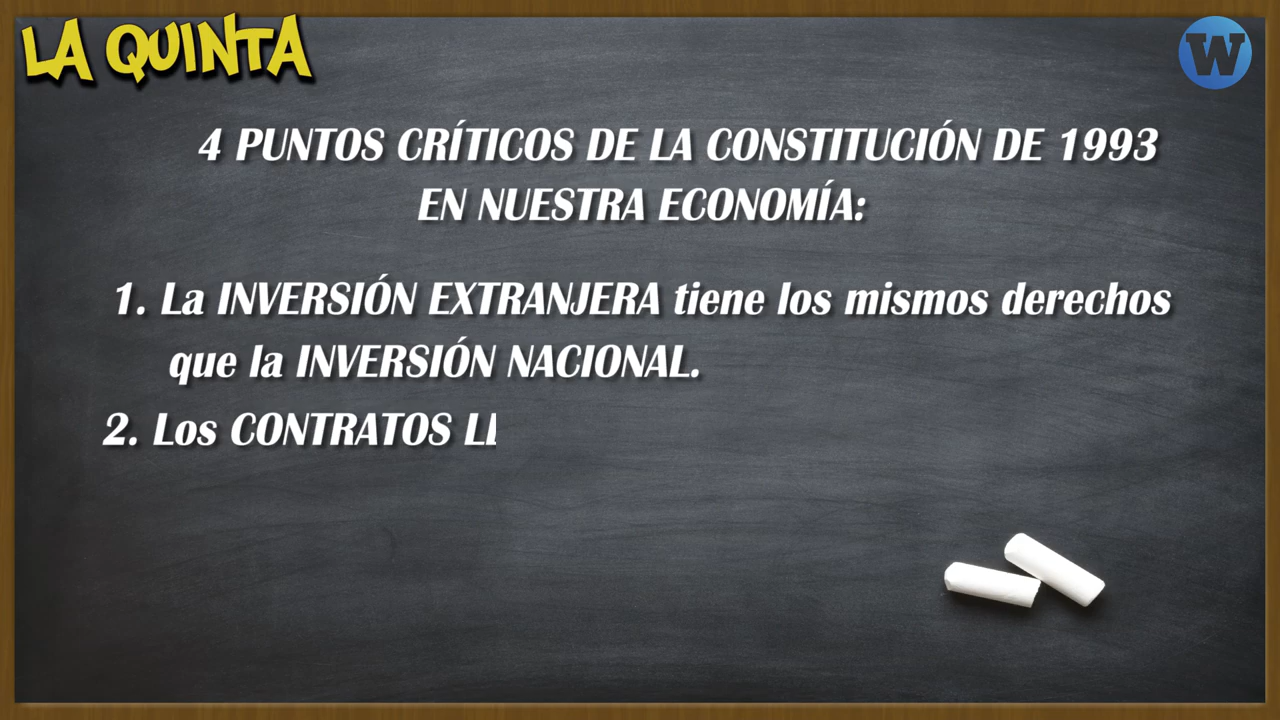 LA QUINTA
W
4 PUNTOS CRÍTICOS DE LA CONSTITUCIÓN DE 1993
EN NUESTRA ECONOMÍA:
1. La INVERSIÓN EXTRANJERA tiene los mismos derechos
que la INVERSIÓN NACIONAL.
2. Los CONTRATOS